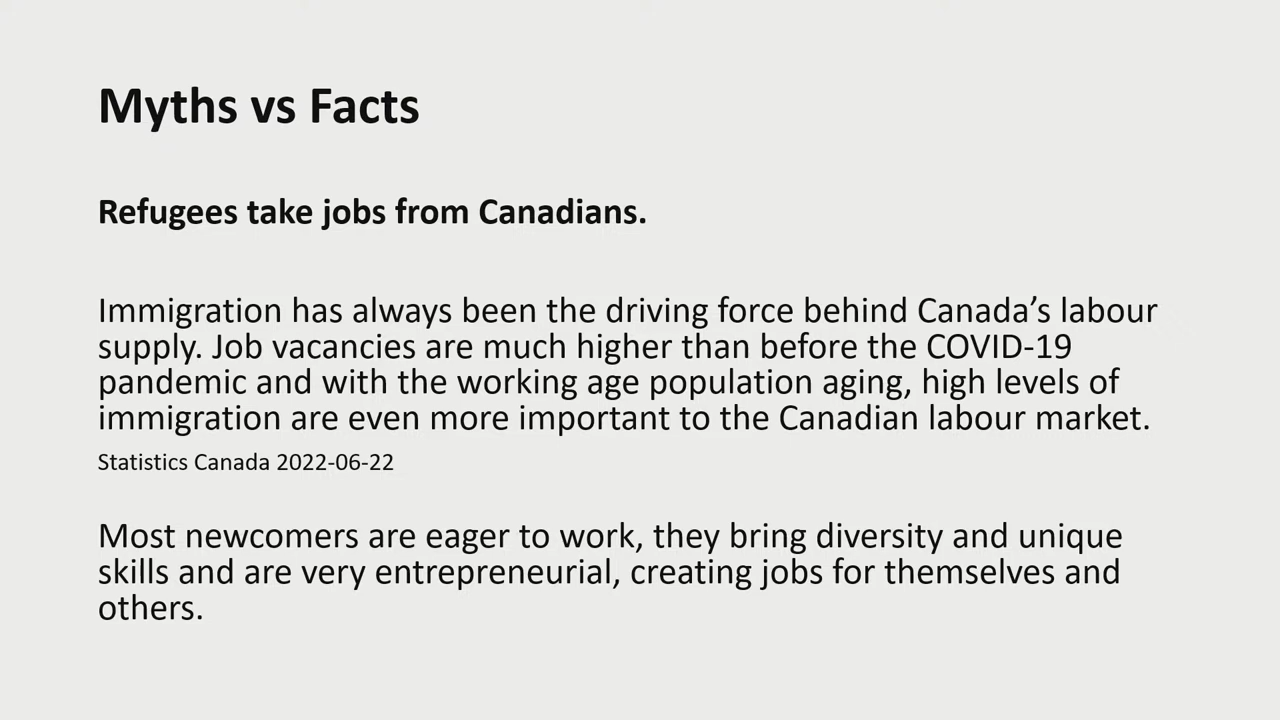 Myths vs Facts
Refugees take jobs from Canadians.
Immigration has always been the driving force behind Canada’s labour
supply. Job vacancies are much higher than before the COVID-19
pandemic and with the working age population aging, high levels of
immigration are even more important to the Canadian labour market.
Statistics Canada 2022-06-22
Most newcomers are eager to work, they bring diversity and unique
skills and are very entrepreneurial, creating jobs for themselves and
others.